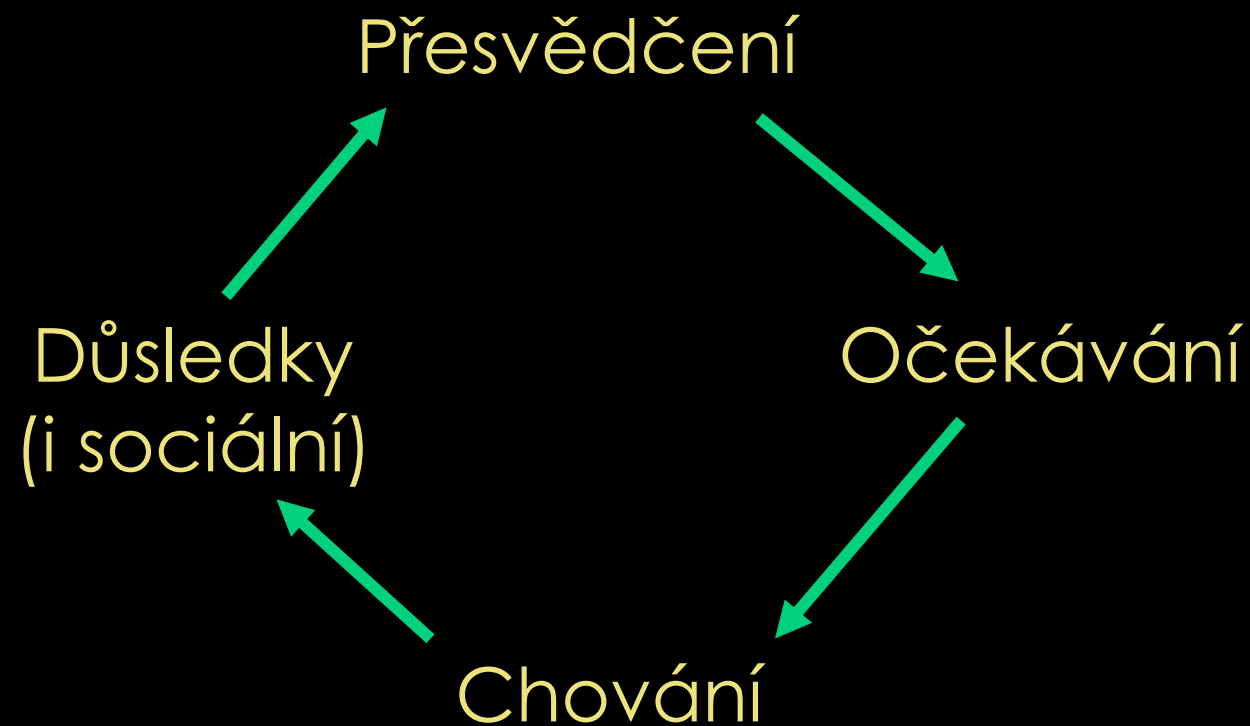 Přesvědčení
Očekávání
Důsledky
(i sociální)
Chování